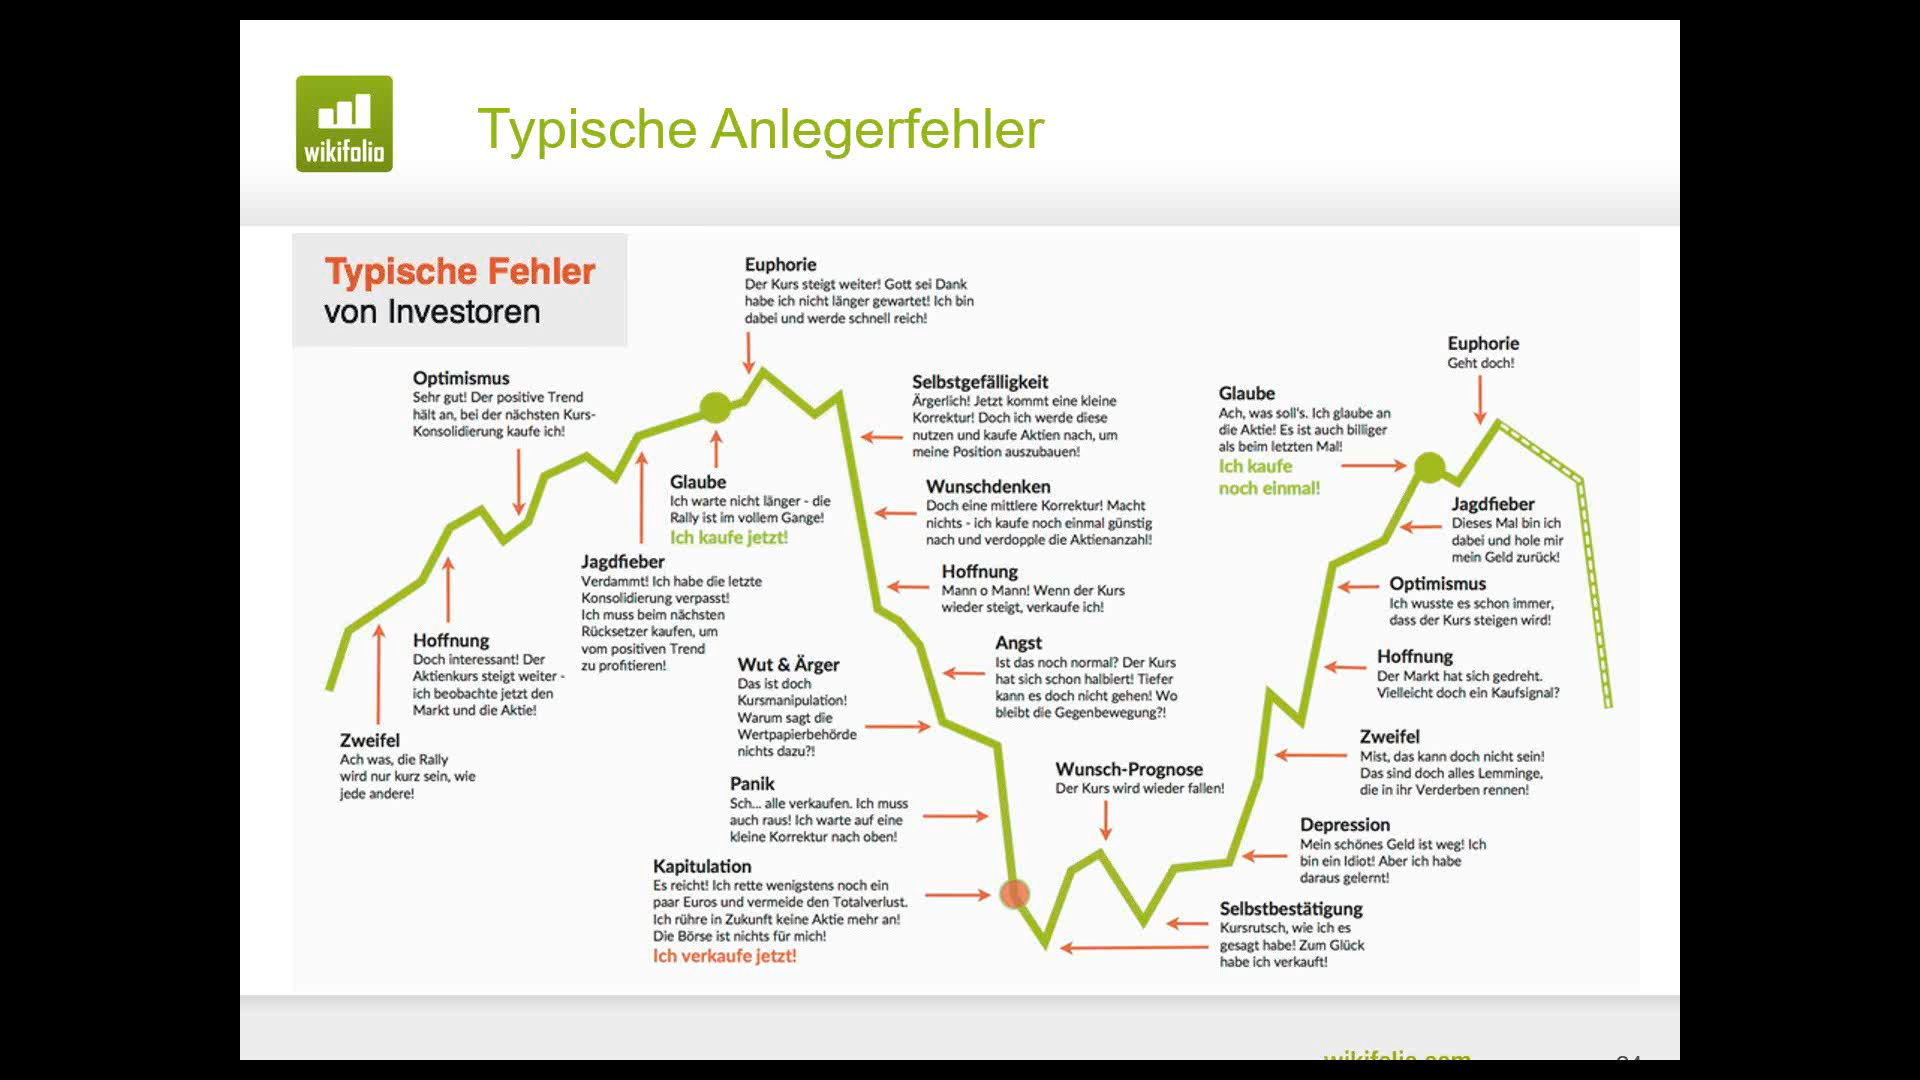 wikifolio
Typische Anlegerfehler
Typische Fehler
von Investoren
Zweifel
Ach was, die Rally
wird nur kurz sein, wie
jede andere!
Hoffnung
Doch interessant! Der
Aktienkurs steigt weiter -
ich beobachte jetzt den
Markt und die Aktie!
Optimismus
Sehr gut! Der positive Trend
hält an, bei der nächsten Kurs-
Konsolidierung kaufe ich!
Jagdfieber
Verdammt! Ich habe die letzte
Konsolidierung verpasst!
Ich muss beim nächsten
Rücksetzer kaufen, um
vom positiven Trend
zu profitieren!
Glaube
Ich warte nicht länger - die
Rally ist im vollem Gange!
Ich kaufe jetzt!
Euphorie
Der Kurs steigt weiter! Gott sei Dank
habe ich nicht länger gewartet! Ich bin
dabei und werde schnell reich!
Selbstgefälligkeit
Ärgerlich! Jetzt kommt eine kleine
Korrektur! Doch ich werde diese
nutzen und kaufe Aktien nach, um
meine Position auszubauen!
Wunschdenken
Doch eine mittlere Korrektur! Macht
nichts - ich kaufe noch einmal günstig
nach und verdopple die Aktienanzahl!
Hoffnung
Mann o Mann! Wenn der Kurs
wieder steigt, verkaufe ich!
Angst
Ist das noch normal? Der Kurs
hat sich schon halbiert! Tiefer
kann es doch nicht gehen! Wo
bleibt die Gegenbewegung?!
Wut & Ärger
Das ist doch
Kursmanipulation!
Warum sagt die
Wertpapierbehörde
nichts dazu?!
Panik
Sch... alle verkaufen. Ich muss
auch raus! Ich warte auf eine
kleine Korrektur nach oben!
Kapitulation
Es reicht! Ich rette wenigstens noch ein
paar Euros und vermeide den Totalverlust.
Ich rühre in Zukunft keine Aktie mehr an!
Die Börse ist nichts für mich!
Ich verkaufe jetzt!
Wunsch-Prognose
Der Kurs wird wieder fallen!
Selbstbestätigung
Kursrutsch, wie ich es
gesagt habe! Zum Glück
habe ich verkauft!
Depression
Mein schönes Geld ist weg! Ich
bin ein Idiot! Aber ich habe
daraus gelernt!
Zweifel
Mist, das kann doch nicht sein!
Das sind doch alles Lemminge,
die in ihr Verderben rennen!
Hoffnung
Der Markt hat sich gedreht.
Vielleicht doch ein Kaufsignal?
Optimismus
Ich wusste es schon immer,
dass der Kurs steigen wird!
Jagdfieber
Dieses Mal bin ich
dabei und hole mir
mein Geld zurück!
Glaube
Ach, was soll's. Ich glaube an
die Aktie! Es ist auch billiger
als beim letzten Mal!
Ich kaufe
noch einmal!
Euphorie
Geht doch!
wikifolio.com